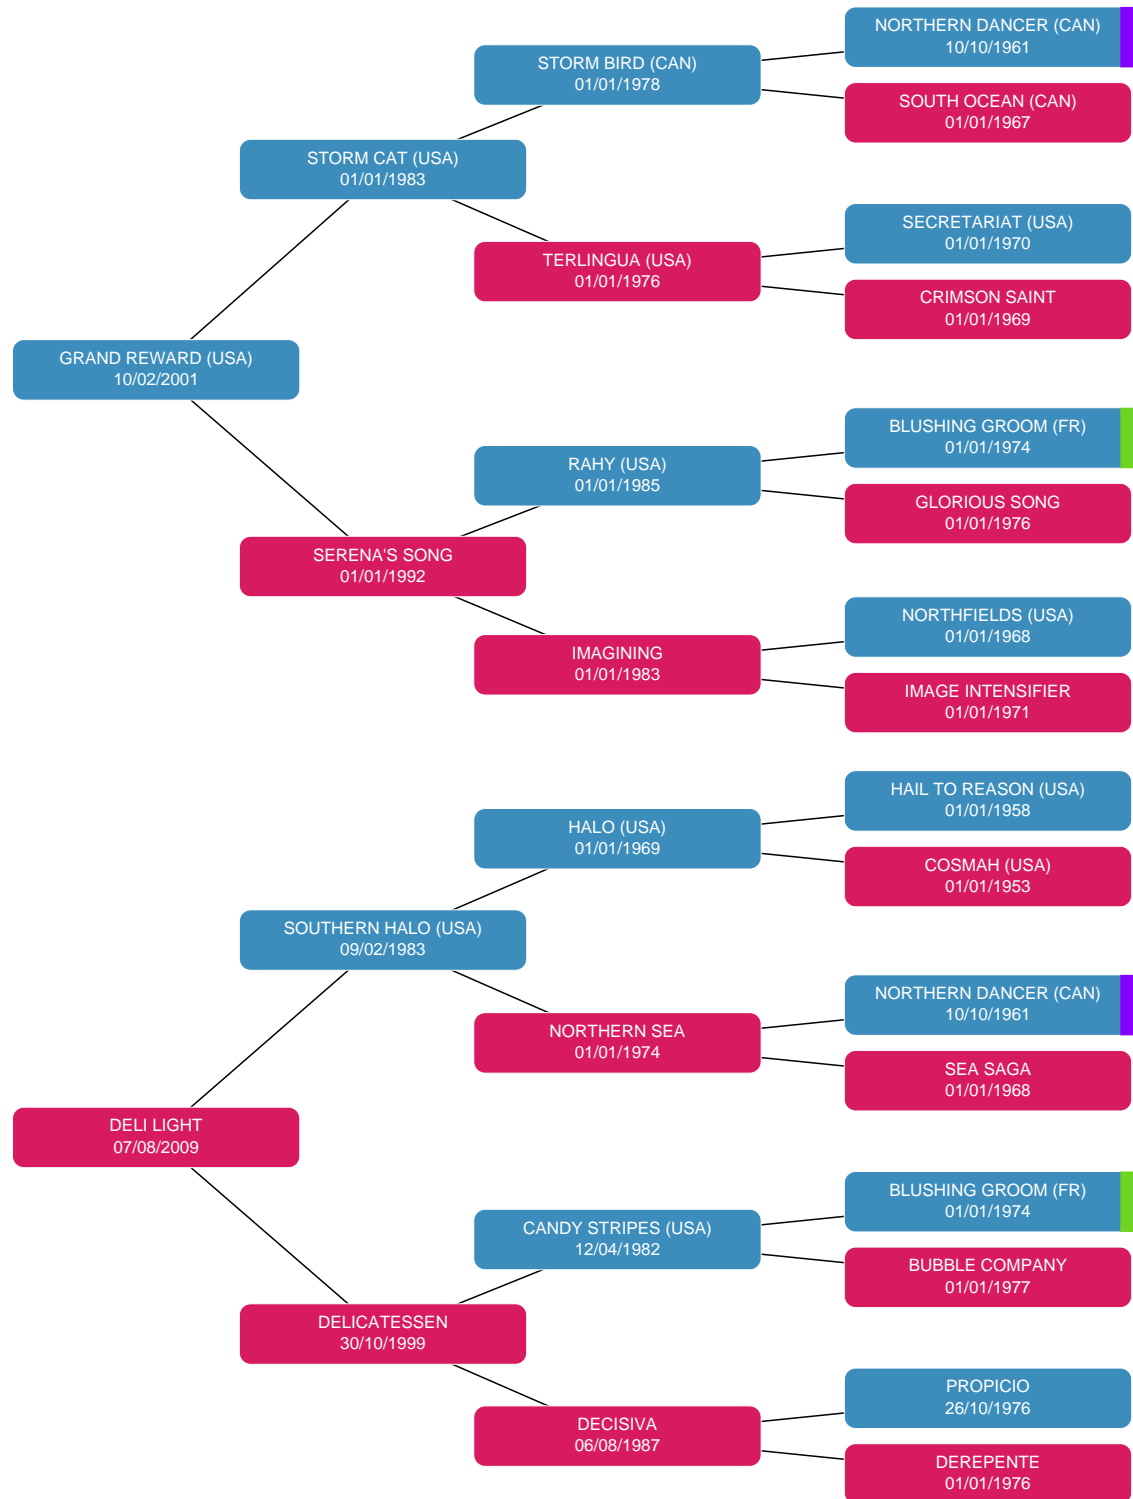 NORTHERN DANCER (CAN)
10/10/1961
STORM BIRD (CAN)
01/01/1978
SOUTH OCEAN (CAN)
01/01/1967
STORM CAT (USA)
01/01/1983
SECRETARIAT (USA)
01/01/1970
TERLINGUA (USA)
01/01/1976
CRIMSON SAINT
01/01/1969
GRAND REWARD (USA)
10/02/2001
BLUSHING GROOM (FR)
01/01/1974
RAHY (USA)
01/01/1985
GLORIOUS SONG
01/01/1976
SERENA'S SONG
01/01/1992
NORTHFIELDS (USA)
01/01/1968
IMAGINING
01/01/1983
IMAGE INTENSIFIER
01/01/1971
HAIL TO REASON (USA)
01/01/1958
HALO (USA)
01/01/1969
COSMAH (USA)
01/01/1953
SOUTHERN HALO (USA)
09/02/1983
NORTHERN DANCER (CAN)
10/10/1961
NORTHERN SEA
01/01/1974
SEA SAGA
01/01/1968
DELI LIGHT
07/08/2009
BLUSHING GROOM (FR)
01/01/1974
CANDY STRIPES (USA)
12/04/1982
BUBBLE COMPANY
01/01/1977
DELICATESSEN
30/10/1999
PROPICIO
26/10/1976
DECISIVA
06/08/1987
DEREPENTE
01/01/1976